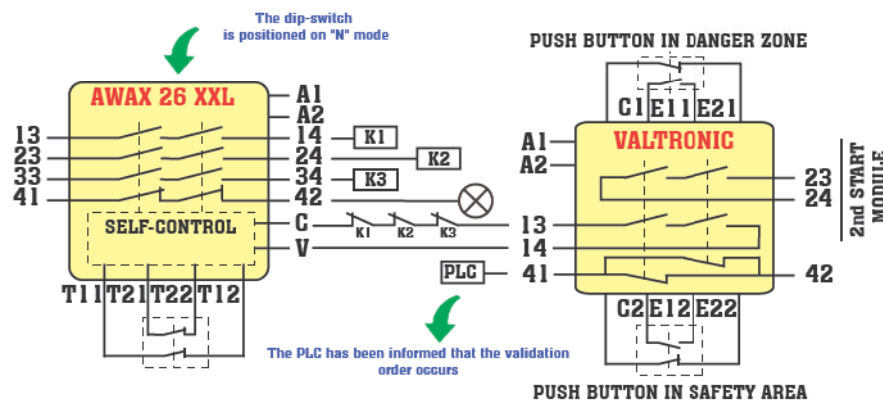 The dip-switch
is positioned on "N" mode
PUSH BUTTON IN DANGER ZONE
AWAX 26 XXL
A1
A2
13 14 K1
23 24 K2
33 34 K3
41 42
SELF-CONTROL
C K1 K2 K3
V
T11 T21 T22 T12
C1 E11 E21
VALTRONIC
A1
A2
23
24
13
14
PLC 41 42
2nd START
MODULE
C2 E12 E22
The PLC has been informed that the validation
order occurs
PUSH BUTTON IN SAFETY AREA